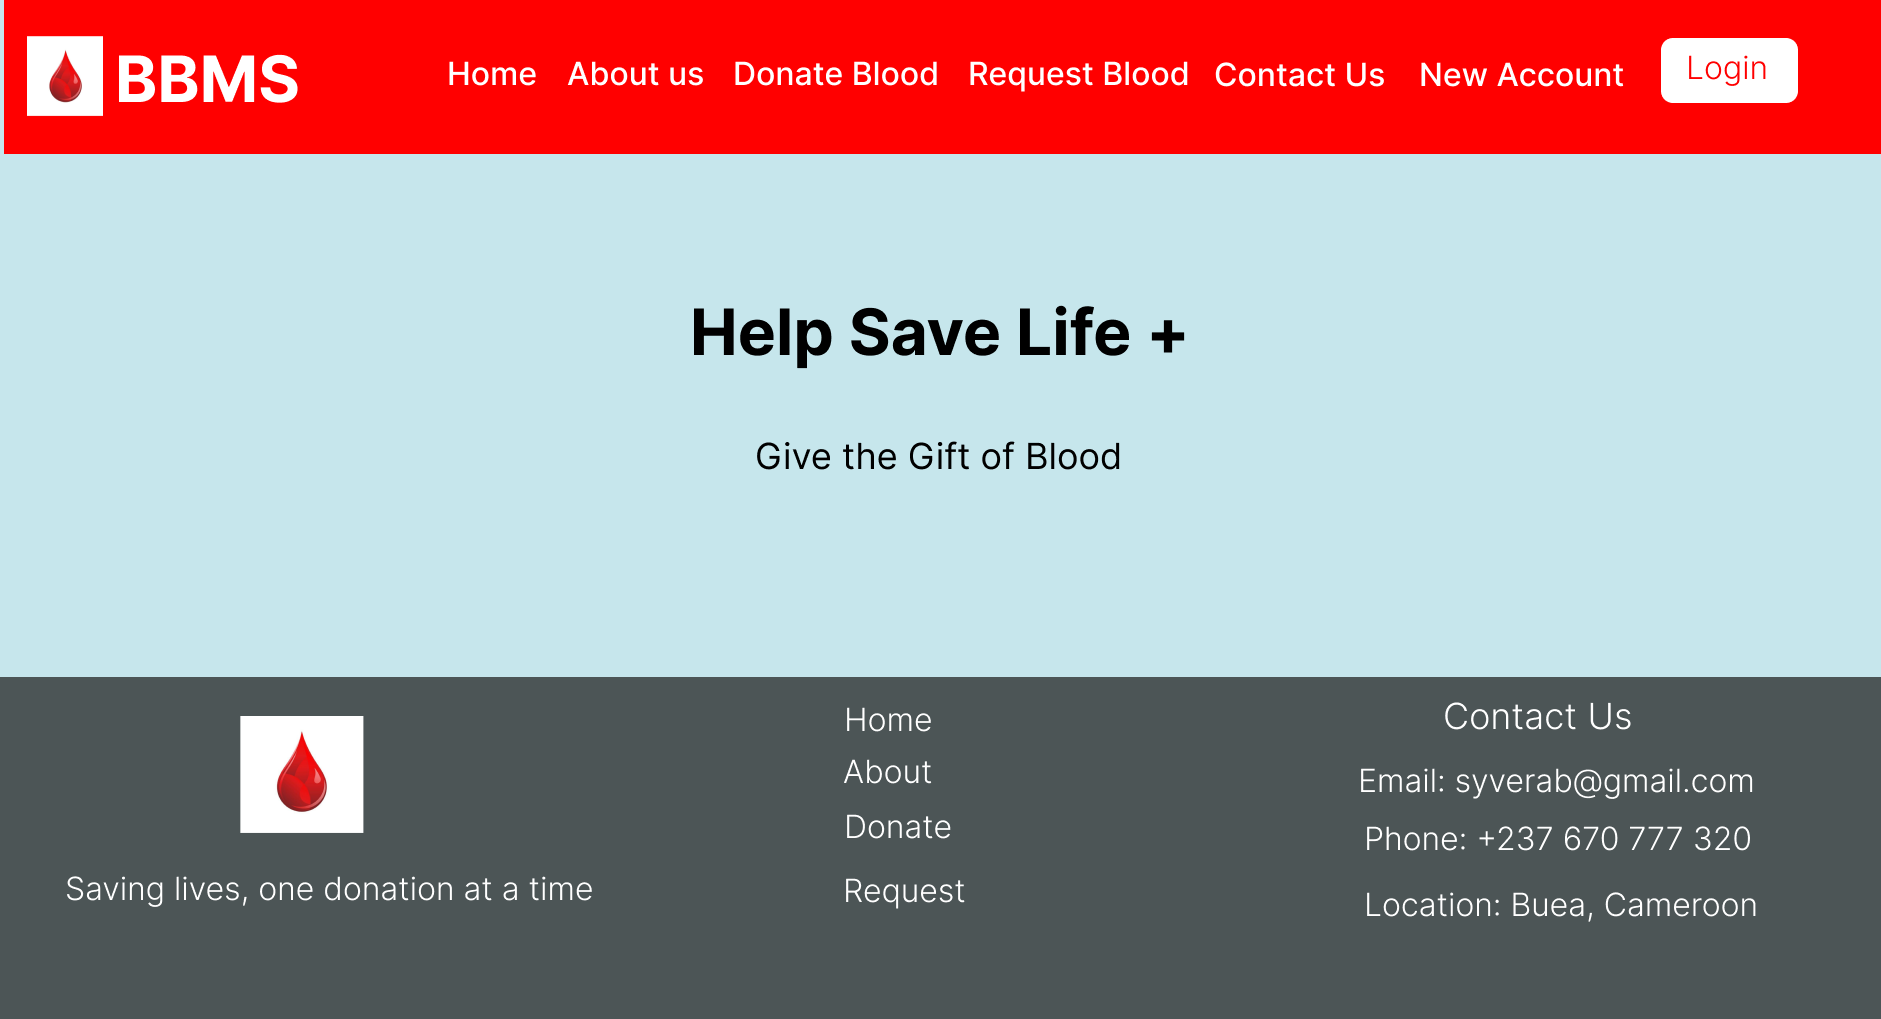 BBMS
Home About us Donate Blood Request Blood Contact Us New Account Login
Help Save Life +
Give the Gift of Blood
Saving lives, one donation at a time
Home
About
Donate
Request
Contact Us
Email: syverab@gmail.com
Phone: +237 670 777 320
Location: Buea, Cameroon